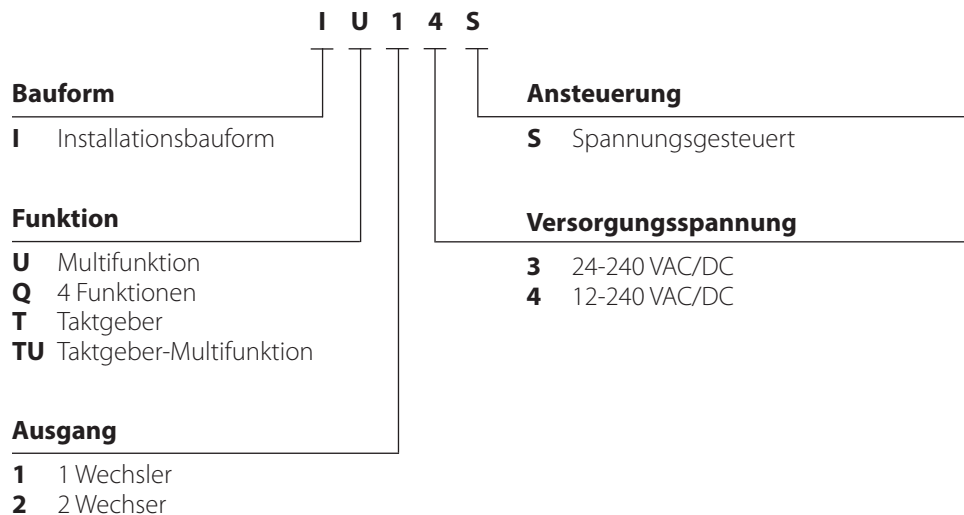 I U 1 4 S
Bauform
I Installationsbauform
Funktion
U Multifunktion
Q 4 Funktionen
T Taktgeber
TU Taktgeber-Multifunktion
Ausgang
1 1 Wechsler
2 2 Wechser
Ansteuerung
S Spannungsgesteuert
Versorgungsspannung
3 24-240 VAC/DC
4 12-240 VAC/DC